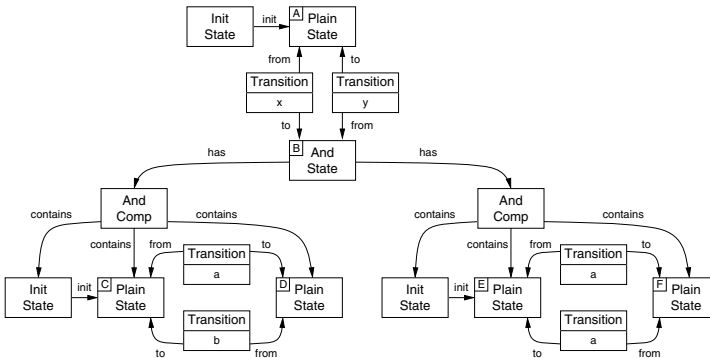 A
Init
State
init
Plain
State
from
to
Transition
x
Transition
y
to
from
B
And
State
has
has
And
Comp
And
Comp
contains
contains
contains
contains
contains
contains
from
Transition
a
to
from
Transition
a
to
Init
State
init
C
Plain
State
D
Plain
State
Init
State
init
E
Plain
State
F
Plain
State
to
Transition
b
from
to
Transition
a
from